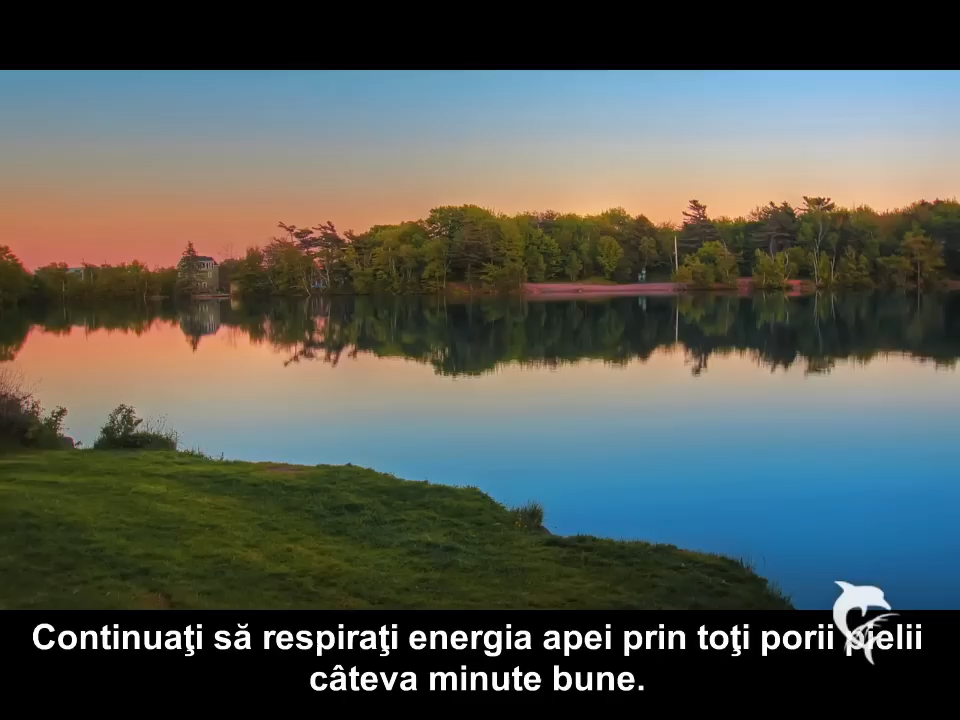 Continuaţi să respiraţi energia apei prin toţi porii pielii
câteva minute bune.